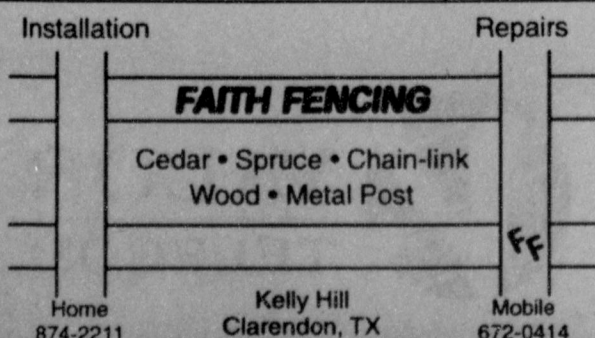 Installation Repairs
FAITH FENCING
Cedar • Spruce • Chain-link
Wood • Metal Post
FF
Home Kelly Hill Mobile
874-2211 Clarendon, TX 672-0414